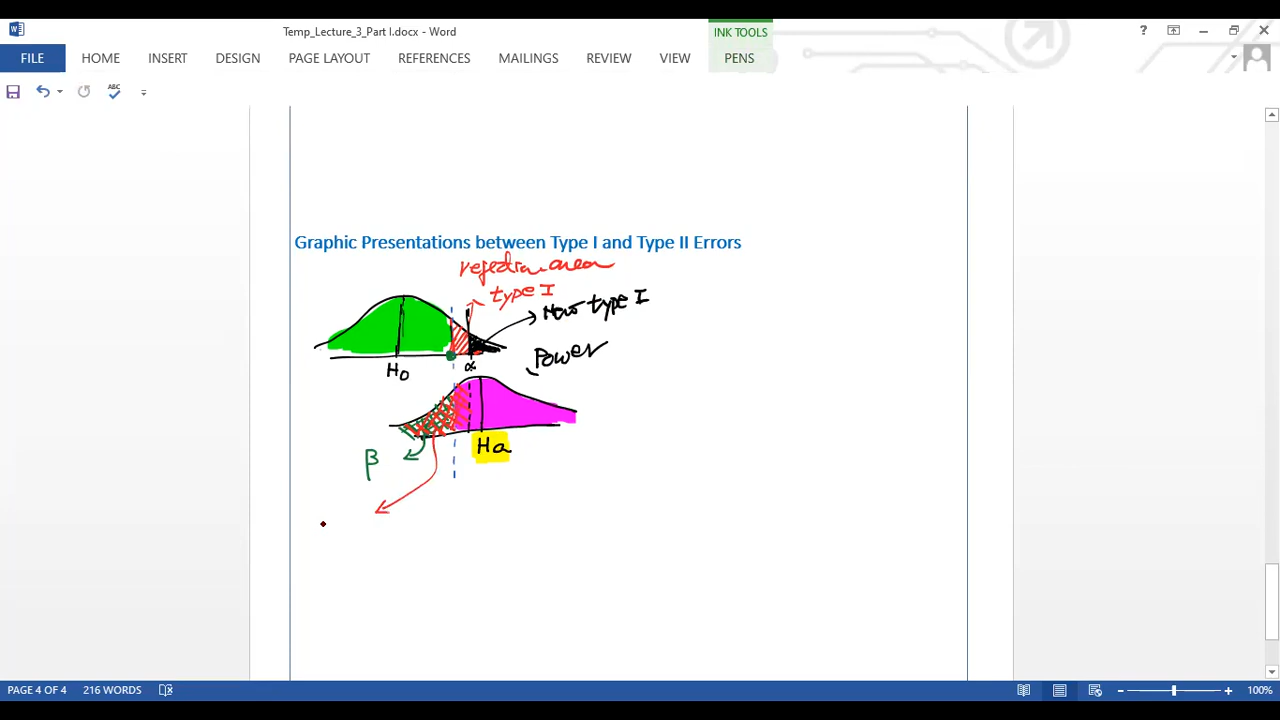 Temp_Lecture_3_Part I.docx - Word
INK TOOLS
FILE HOME INSERT DESIGN PAGE LAYOUT REFERENCES MAILINGS REVIEW VIEW PENS
ABC
Graphic Presentations between Type I and Type II Errors
rejection area
type I
New type I
Power
H0
α
Ha
β
PAGE 4 OF 4 216 WORDS
100%